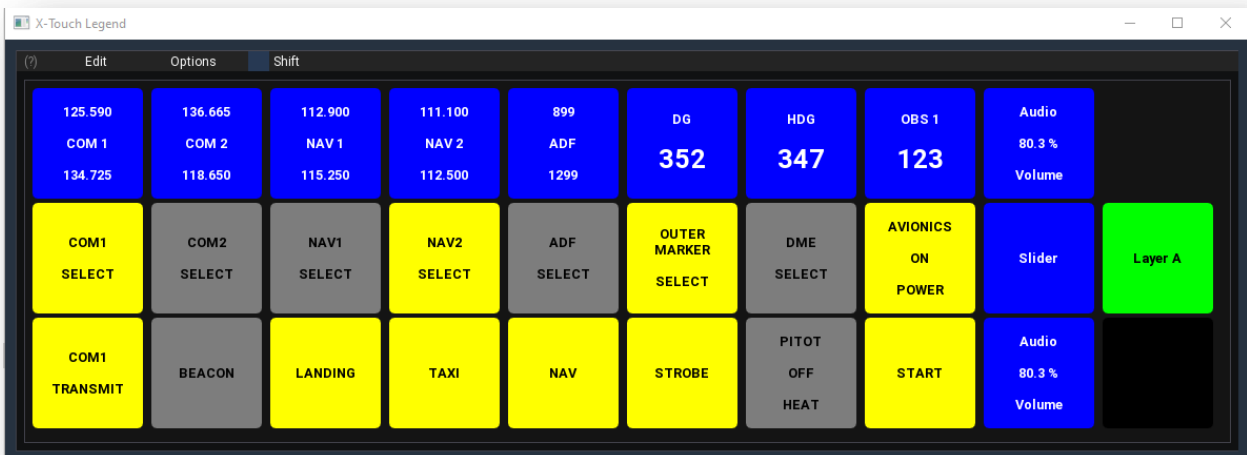 X-Touch Legend
(?) Edit Options Shift
125.590
COM 1
134.725
136.665
COM 2
118.650
112.900
NAV 1
115.250
111.100
NAV 2
112.500
899
ADF
1299
DG
352
HDG
347
OBS 1
123
Audio
80.3 %
Volume
COM1
SELECT
COM2
SELECT
NAV1
SELECT
NAV2
SELECT
ADF
SELECT
OUTER
MARKER
SELECT
DME
SELECT
AVIONICS
ON
POWER
Slider
Layer A
COM1
TRANSMIT
BEACON
LANDING
TAXI
NAV
STROBE
PITOT
OFF
HEAT
START
Audio
80.3 %
Volume